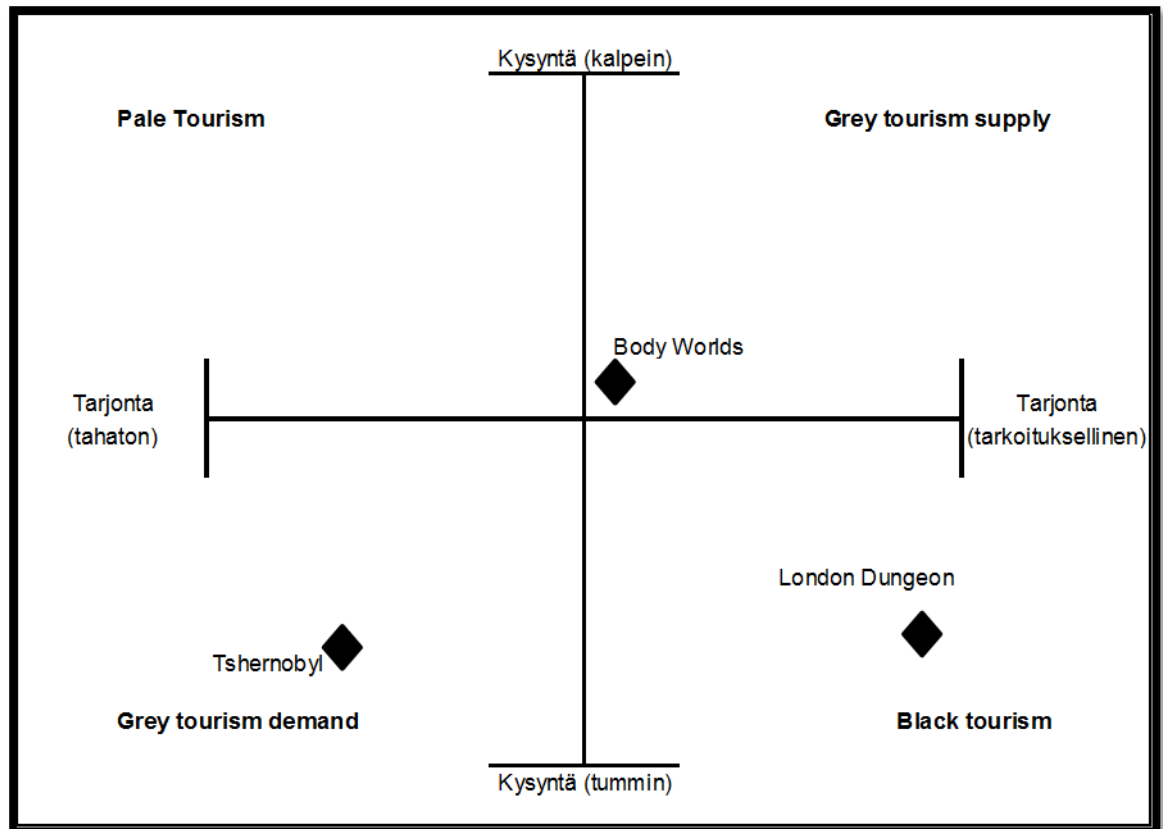 Kysyntä (kalpein)
Pale Tourism
Grey tourism supply
Body Worlds
Tarjonta
(tahaton)
Tarjonta
(tarkoituksellinen)
London Dungeon
Tshernobyl
Grey tourism demand
Black tourism
Kysyntä (tummin)